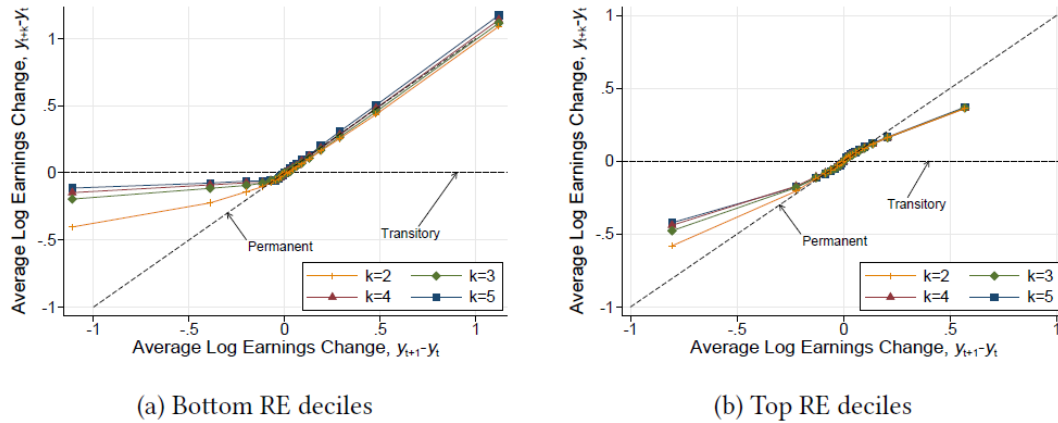 Average Log Earnings Change, yt+k-yt
1
.5
0
-.5
-1
Permanent
Transitory
k=2 k=3
k=4 k=5
-1 -.5 0 .5 1
Average Log Earnings Change, yt+1-yt
(a) Bottom RE deciles
Average Log Earnings Change, yt+k-yt
1
.5
0
-.5
-1
Permanent
Transitory
k=2 k=3
k=4 k=5
-1 -.5 0 .5 1
Average Log Earnings Change, yt+1-yt
(b) Top RE deciles